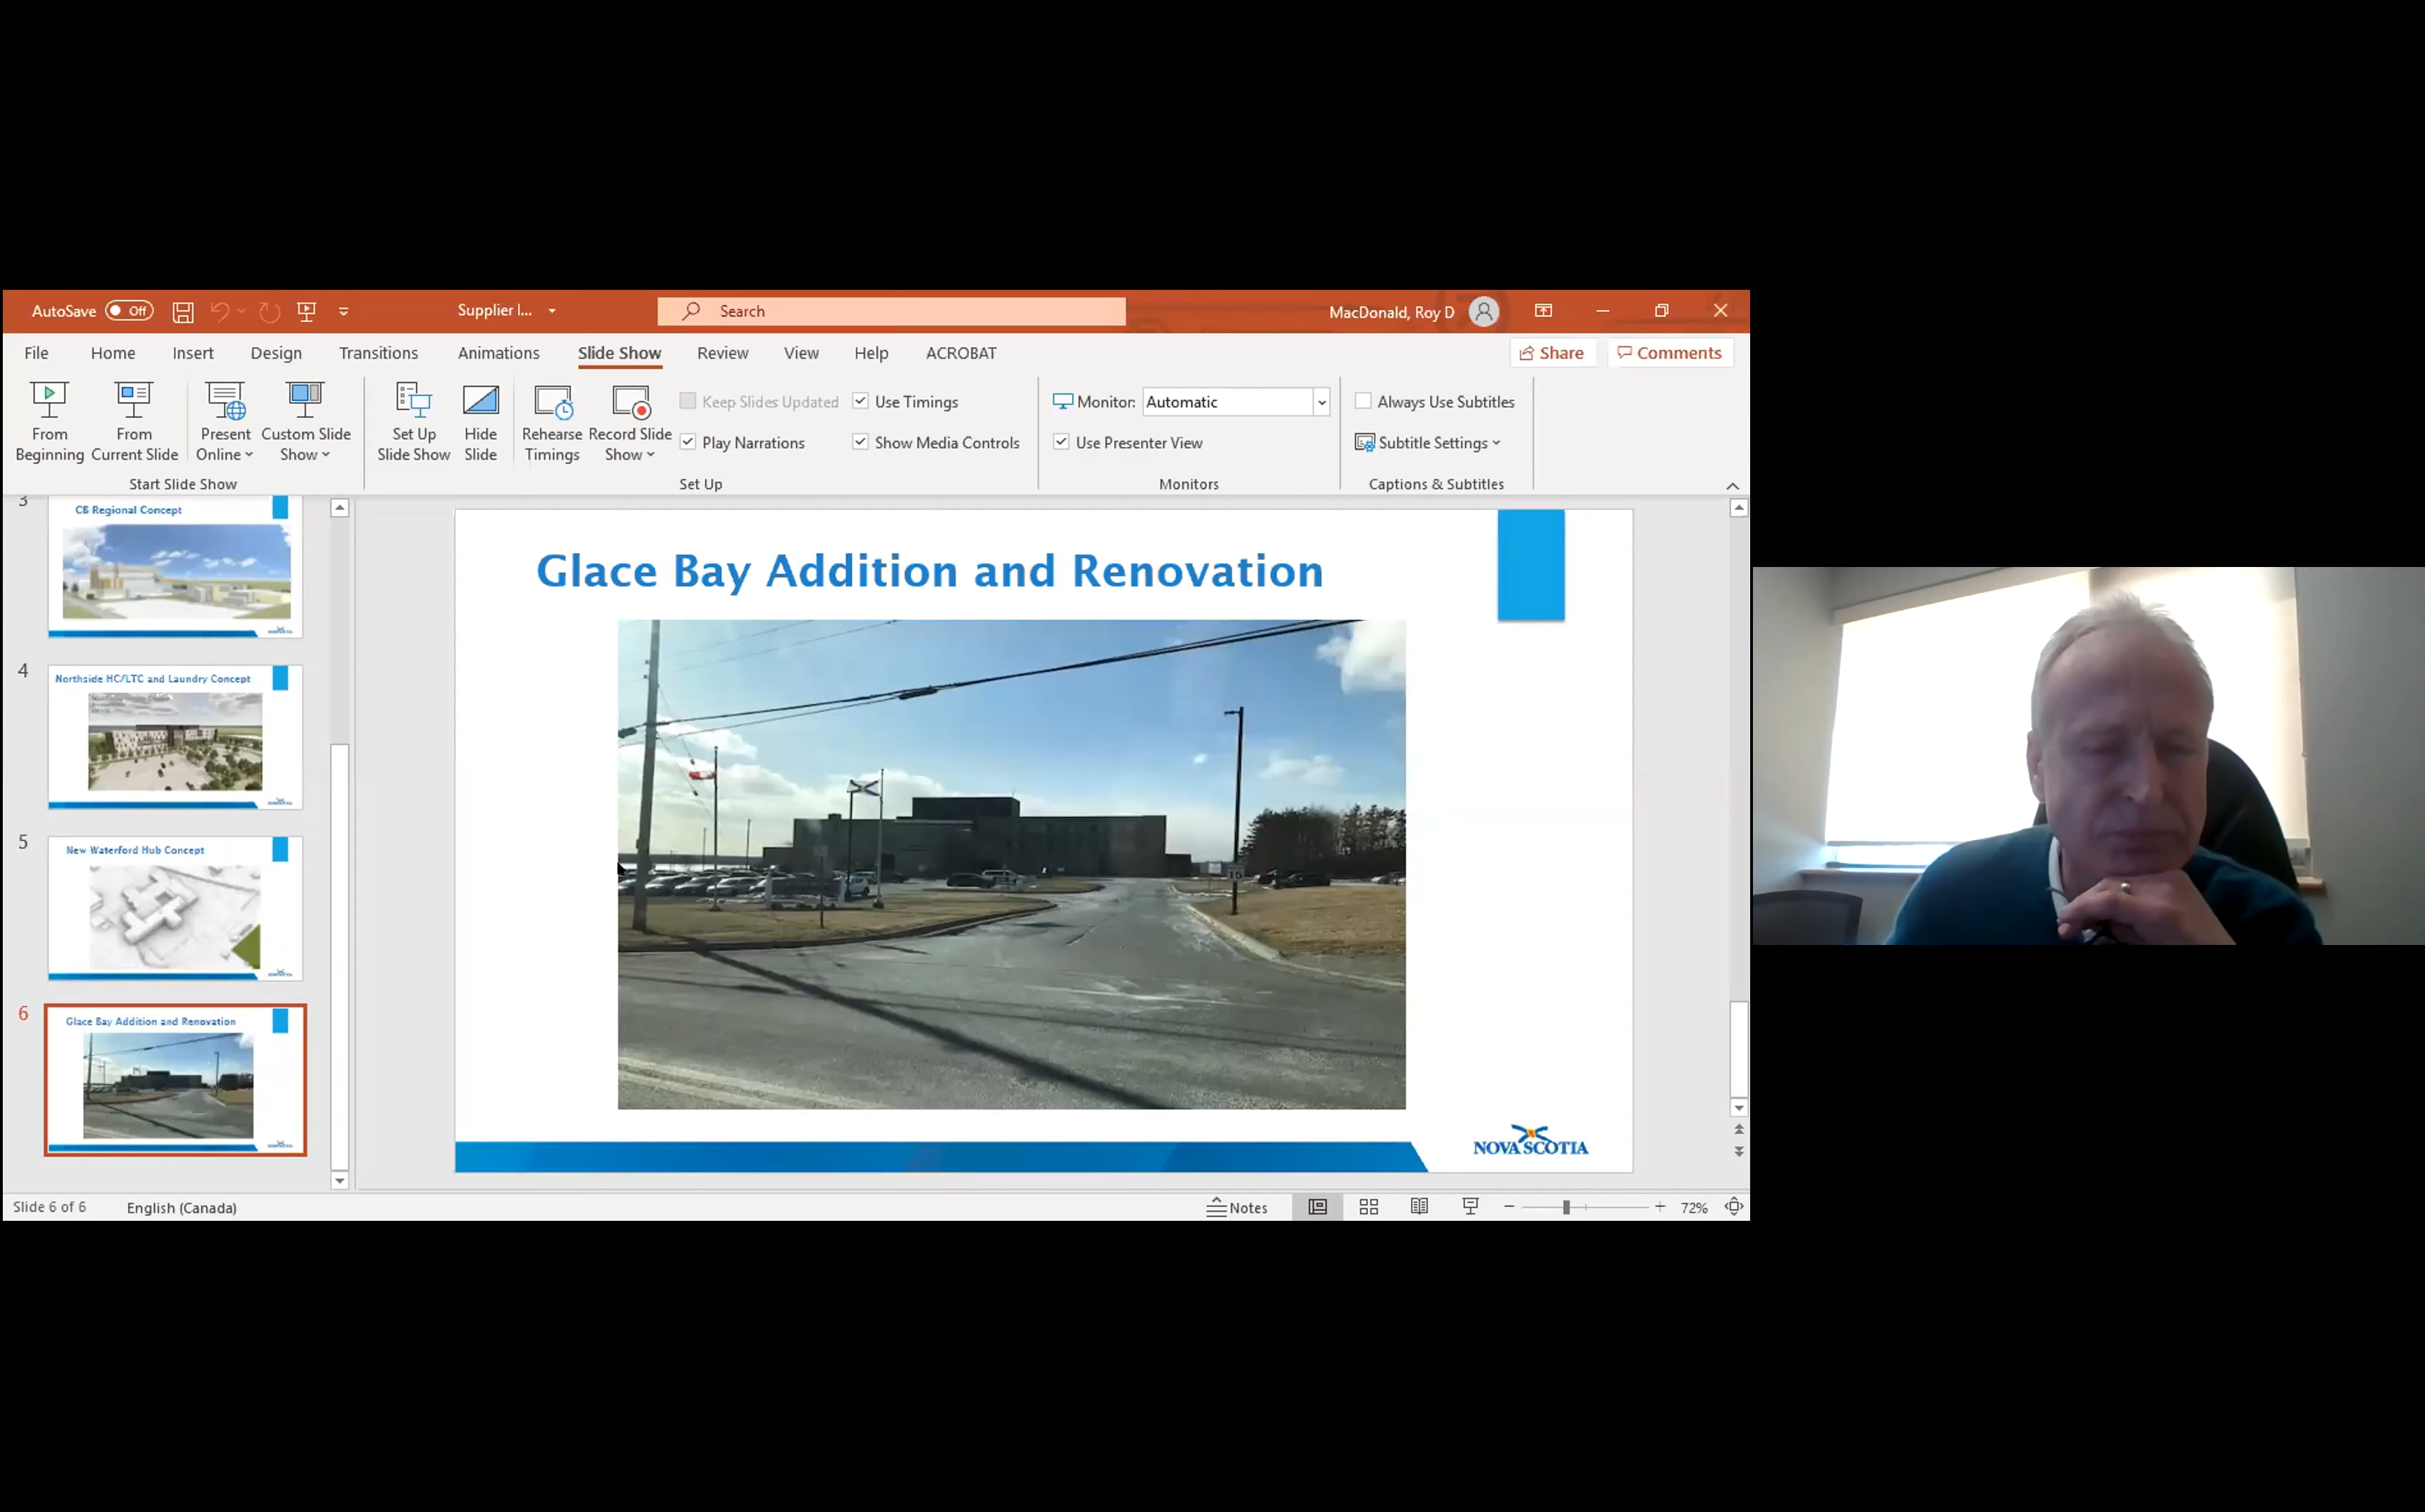 AutoSave Off Supplier I... Search MacDonald, Roy D
File Home Insert Design Transitions Animations Slide Show Review View Help ACROBAT Share Comments
From Beginning
From Current Slide
Present Online
Custom Slide Show
Start Slide Show
Set Up Slide Show
Hide Slide
Rehearse Timings
Record Slide Show
Keep Slides Updated
Play Narrations
Use Timings
Show Media Controls
Set Up
Monitor: Automatic
Use Presenter View
Monitors
Always Use Subtitles
Subtitle Settings
Captions & Subtitles
3
CB Regional Concept
4
Northside HC/LTC and Laundry Concept
5
New Waterford Hub Concept
6
Glace Bay Addition and Renovation
Glace Bay Addition and Renovation
15
NOVA SCOTIA
Slide 6 of 6 English (Canada) Notes 72%